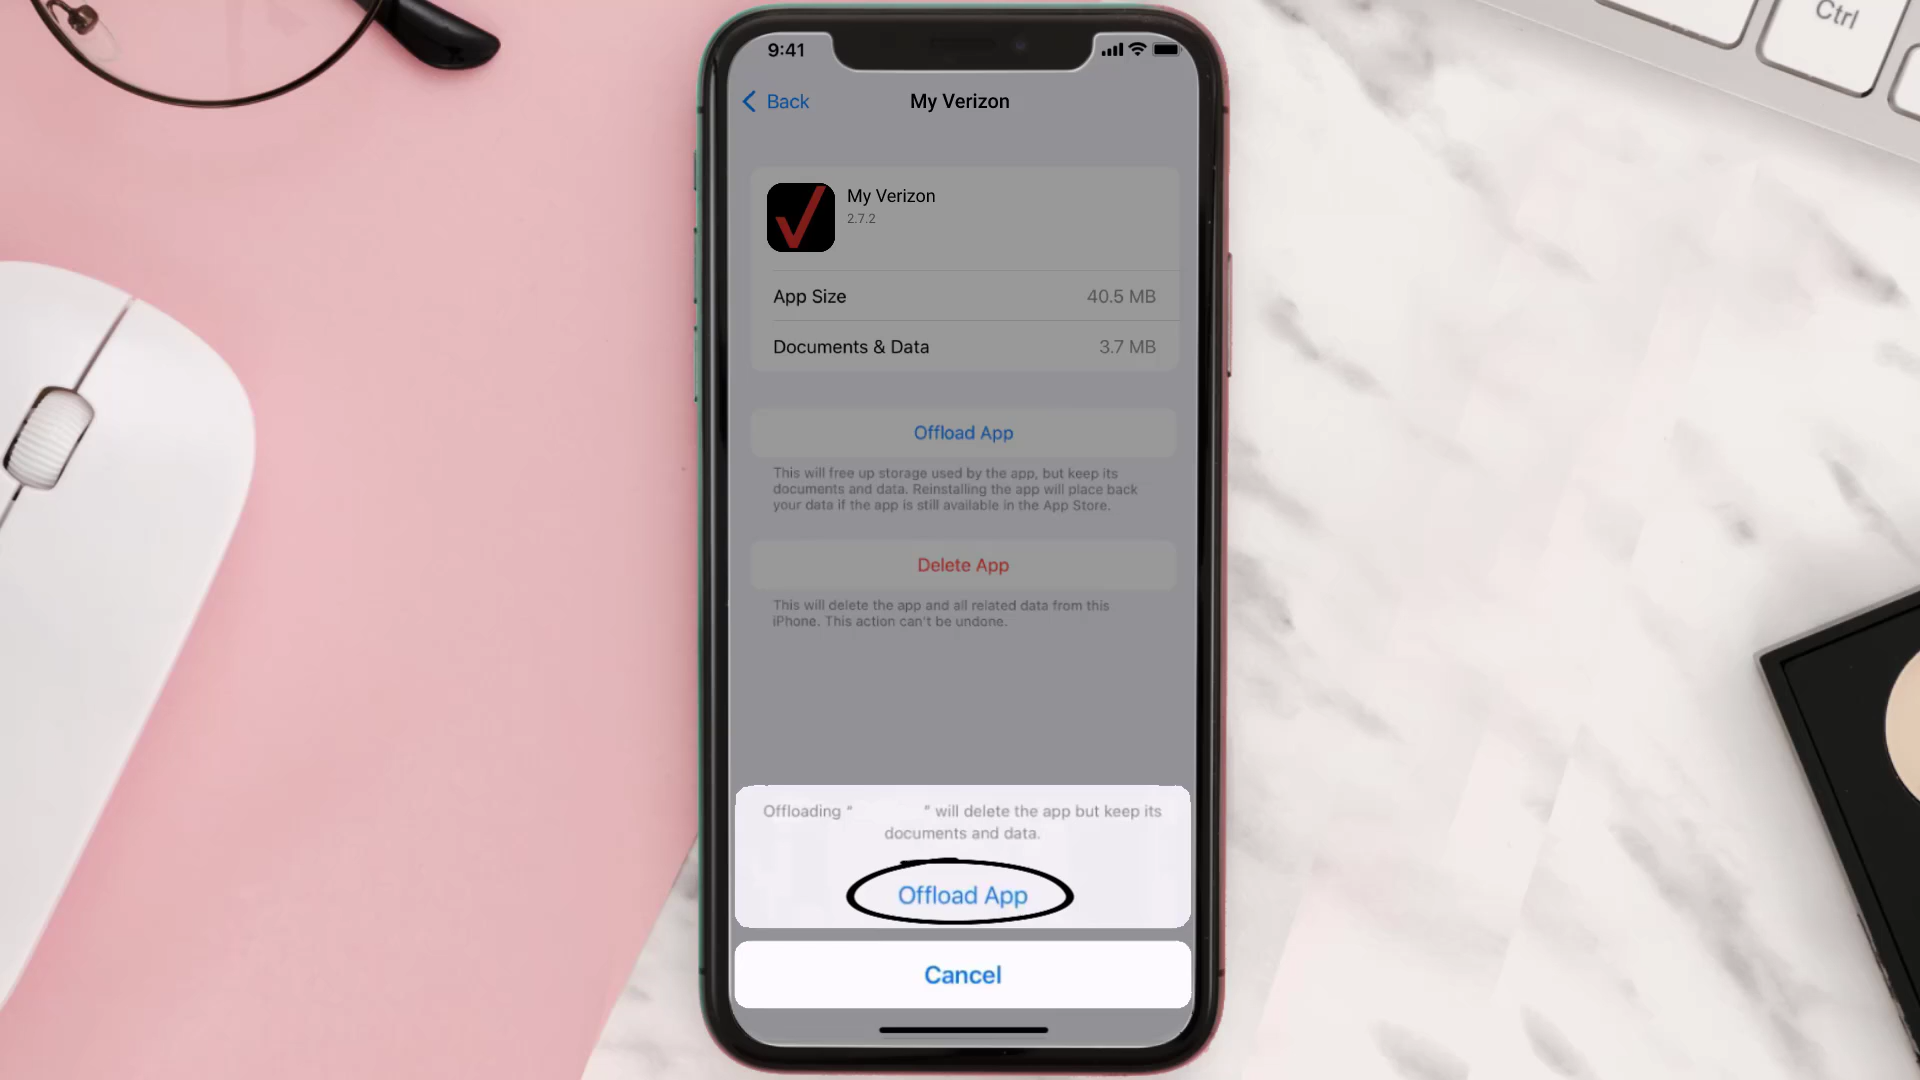 Ctrl
9:41
Back
My Verizon
My Verizon
2.7.2
App Size 40.5 MB
Documents & Data 3.7 MB
Offload App
This will free up storage used by the app, but keep its
documents and data. Reinstalling the app will place back
your data if the app is still available in the App Store.
Delete App
This will delete the app and all related data from this
iPhone. This action can't be undone.
Offloading “ ” will delete the app but keep its
documents and data.
Offload App
Cancel